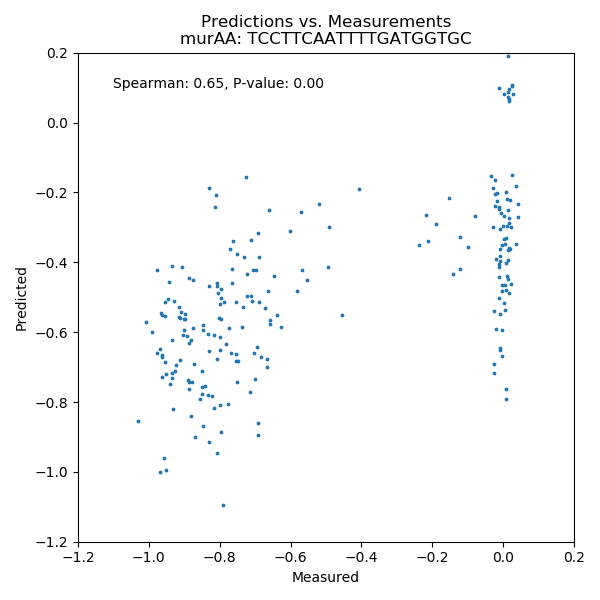 Predictions vs. Measurements
murAA: TCCTTCAATTTTGATGGTGC
Spearman: 0.65, P-value: 0.00
0.2
0.0
−0.2
−0.4
−0.6
−0.8
−1.0
−1.2
Predicted
−1.2 −1.0 −0.8 −0.6 −0.4 −0.2 0.0 0.2
Measured